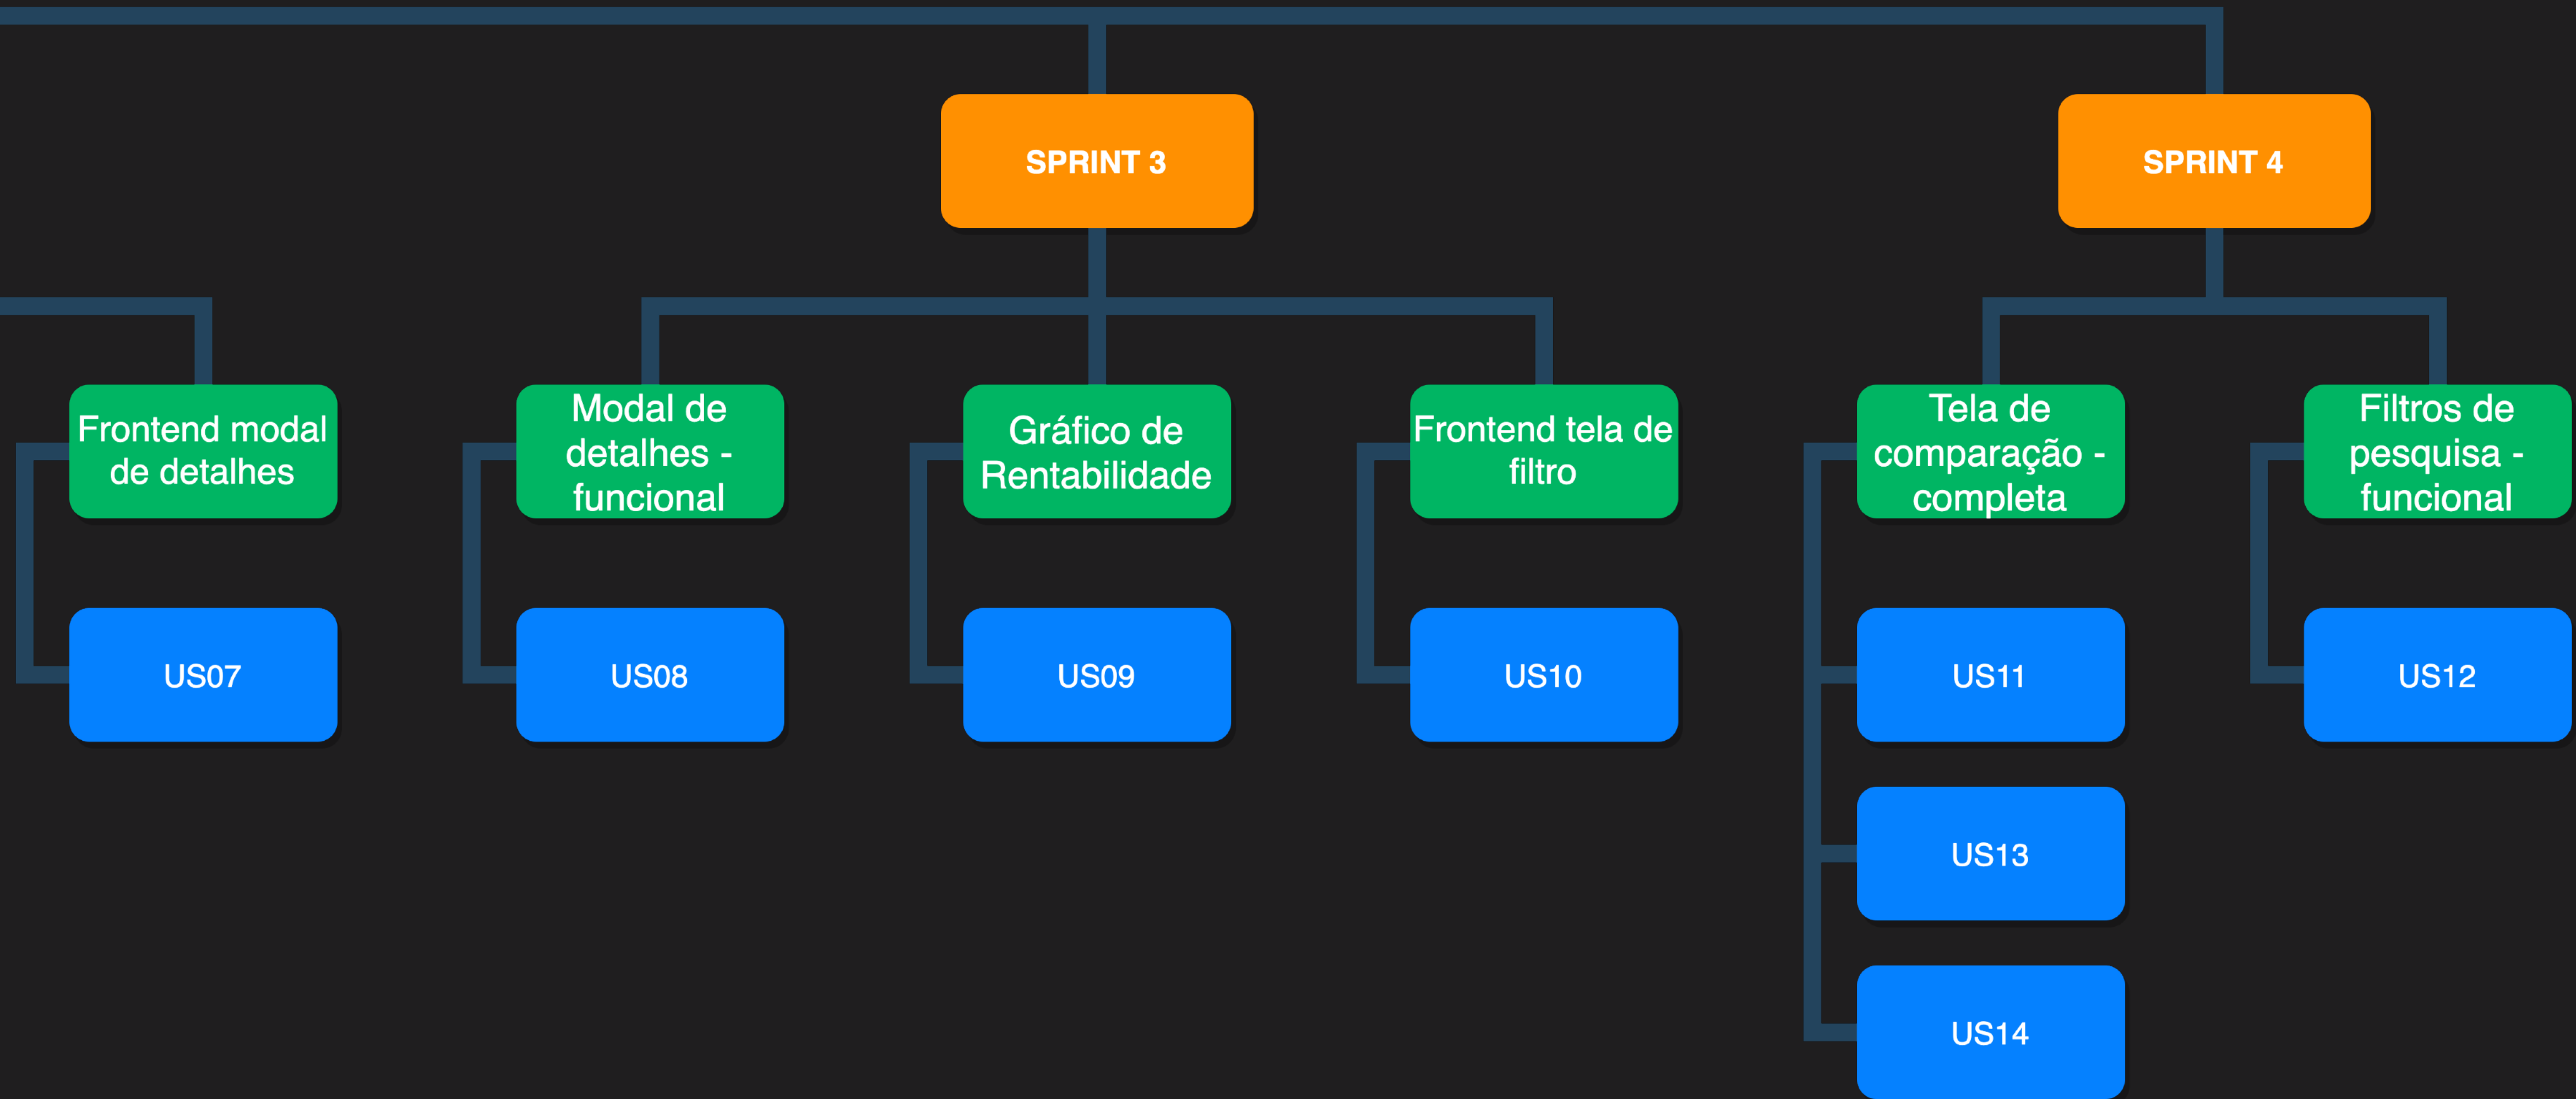 SPRINT 3
SPRINT 4
Frontend modal
de detalhes
Modal de
detalhes -
funcional
Gráfico de
Rentabilidade
Frontend tela de
filtro
Tela de
comparação -
completa
Filtros de
pesquisa -
funcional
US07
US08
US09
US10
US11
US12
US13
US14